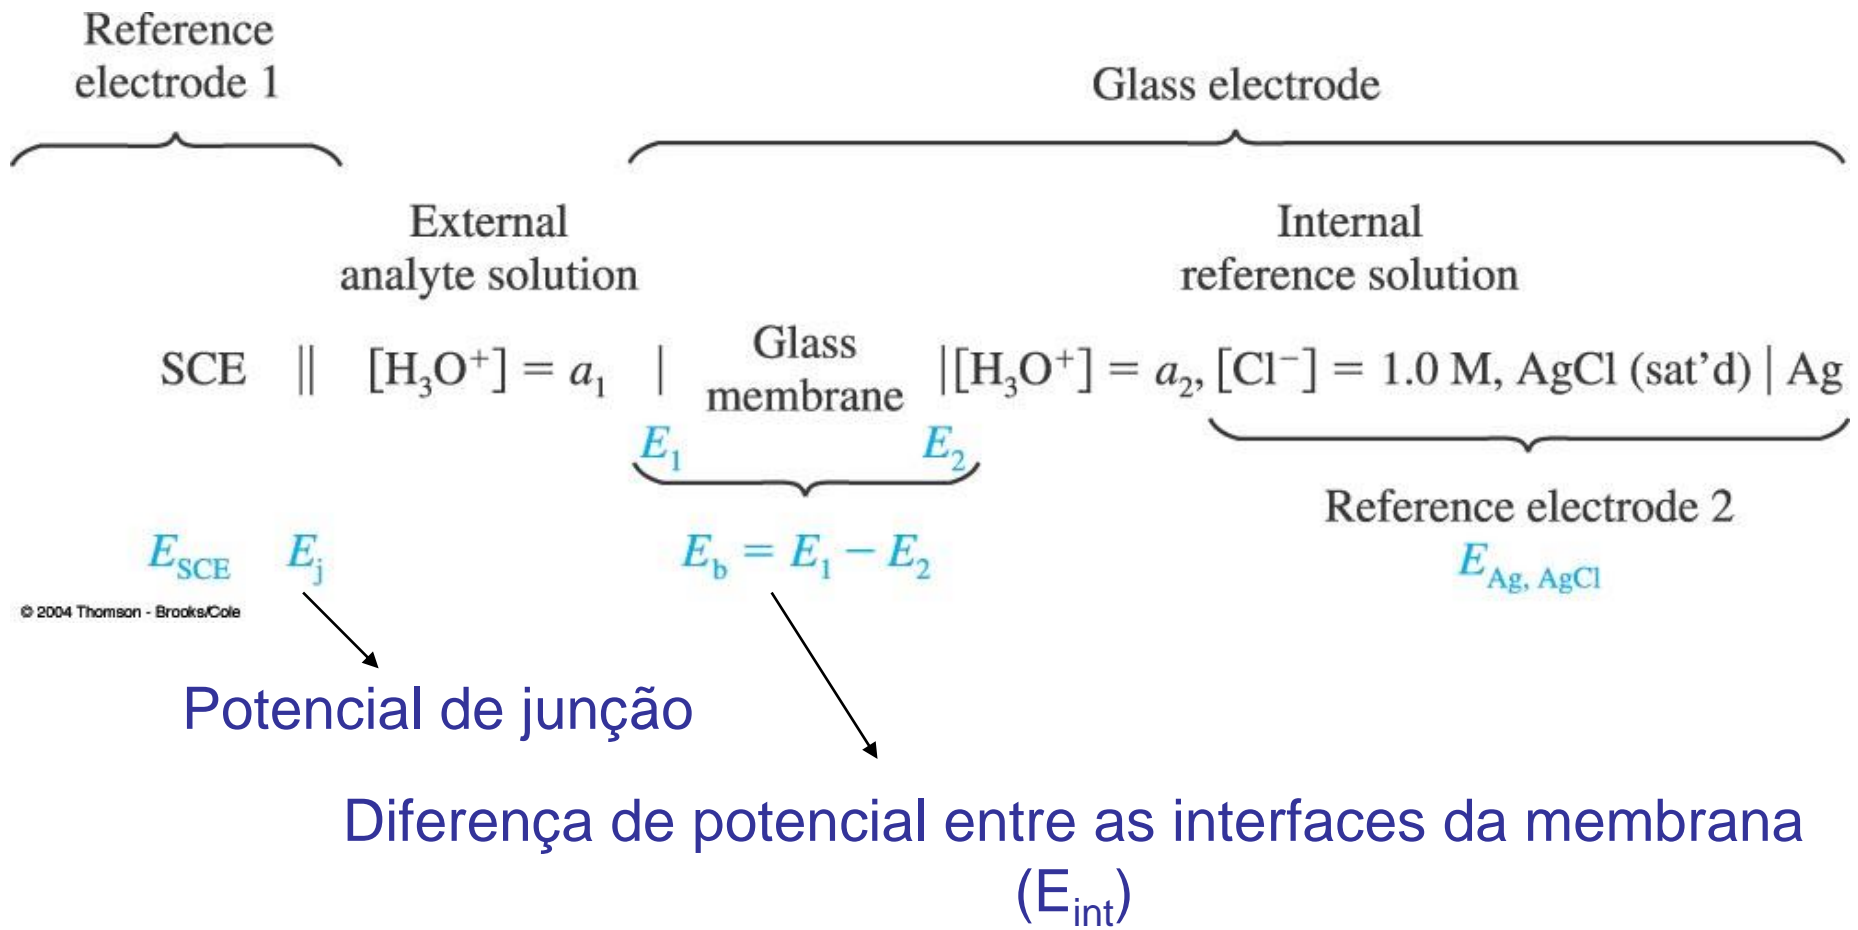 Reference
electrode 1
Glass electrode
External
analyte solution
Internal
reference solution
SCE || [H₃O⁺] = a₁ | Glass membrane |[H₃O⁺] = a₂, [Cl⁻] = 1.0 M, AgCl (sat’d) | Ag
E₁ E₂
Reference electrode 2
E_SCE E_j E_b = E₁ − E₂ E_Ag, AgCl
© 2004 Thomson - Brooks/Cole
Potencial de junção
Diferença de potencial entre as interfaces da membrana
(E_int)